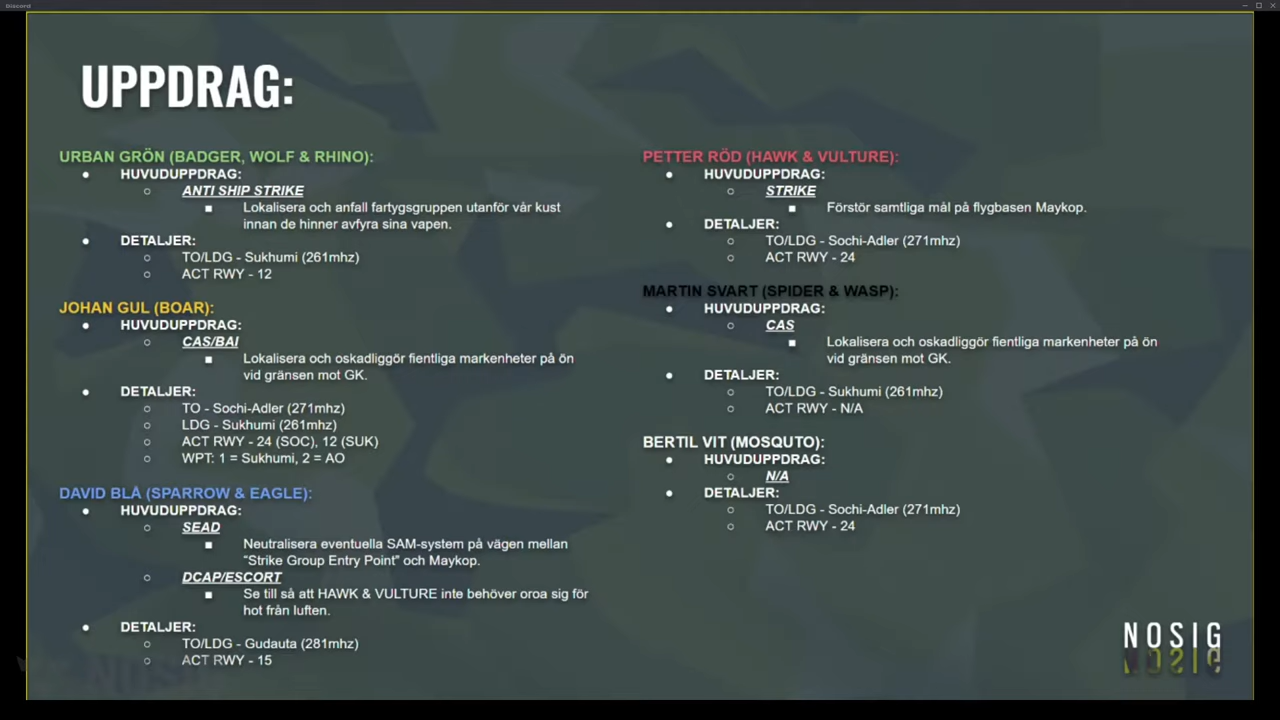 Discord
UPPDRAG:
URBAN GRÖN (BADGER, WOLF & RHINO):
HUVUDUPPDRAG:
ANTI SHIP STRIKE
Lokalisera och anfall fartygsgruppen utanför vår kust
innan de hinner avfyra sina vapen.
DETALJER:
TO/LDG - Sukhumi (261mhz)
ACT RWY - 12
JOHAN GUL (BOAR):
HUVUDUPPDRAG:
CAS/BAI
Lokalisera och oskadliggör fientliga markenheter på ön
vid gränsen mot GK.
DETALJER:
TO - Sochi-Adler (271mhz)
LDG - Sukhumi (261mhz)
ACT RWY - 24 (SOC), 12 (SUK)
WPT: 1 = Sukhumi, 2 = AO
DAVID BLÅ (SPARROW & EAGLE):
HUVUDUPPDRAG:
SEAD
Neutralisera eventuella SAM-system på vägen mellan
“Strike Group Entry Point” och Maykop.
DCAP/ESCORT
Se till så att HAWK & VULTURE inte behöver oroa sig för
hot från luften.
DETALJER:
TO/LDG - Gudauta (281mhz)
ACT RWY - 15
PETTER RÖD (HAWK & VULTURE):
HUVUDUPPDRAG:
STRIKE
Förstör samtliga mål på flygbasen Maykop.
DETALJER:
TO/LDG - Sochi-Adler (271mhz)
ACT RWY - 24
MARTIN SVART (SPIDER & WASP):
HUVUDUPPDRAG:
CAS
Lokalisera och oskadliggör fientliga markenheter på ön
vid gränsen mot GK.
DETALJER:
TO/LDG - Sukhumi (261mhz)
ACT RWY - N/A
BERTIL VIT (MOSQUTO):
HUVUDUPPDRAG:
N/A
DETALJER:
TO/LDG - Sochi-Adler (271mhz)
ACT RWY - 24
NOSIG